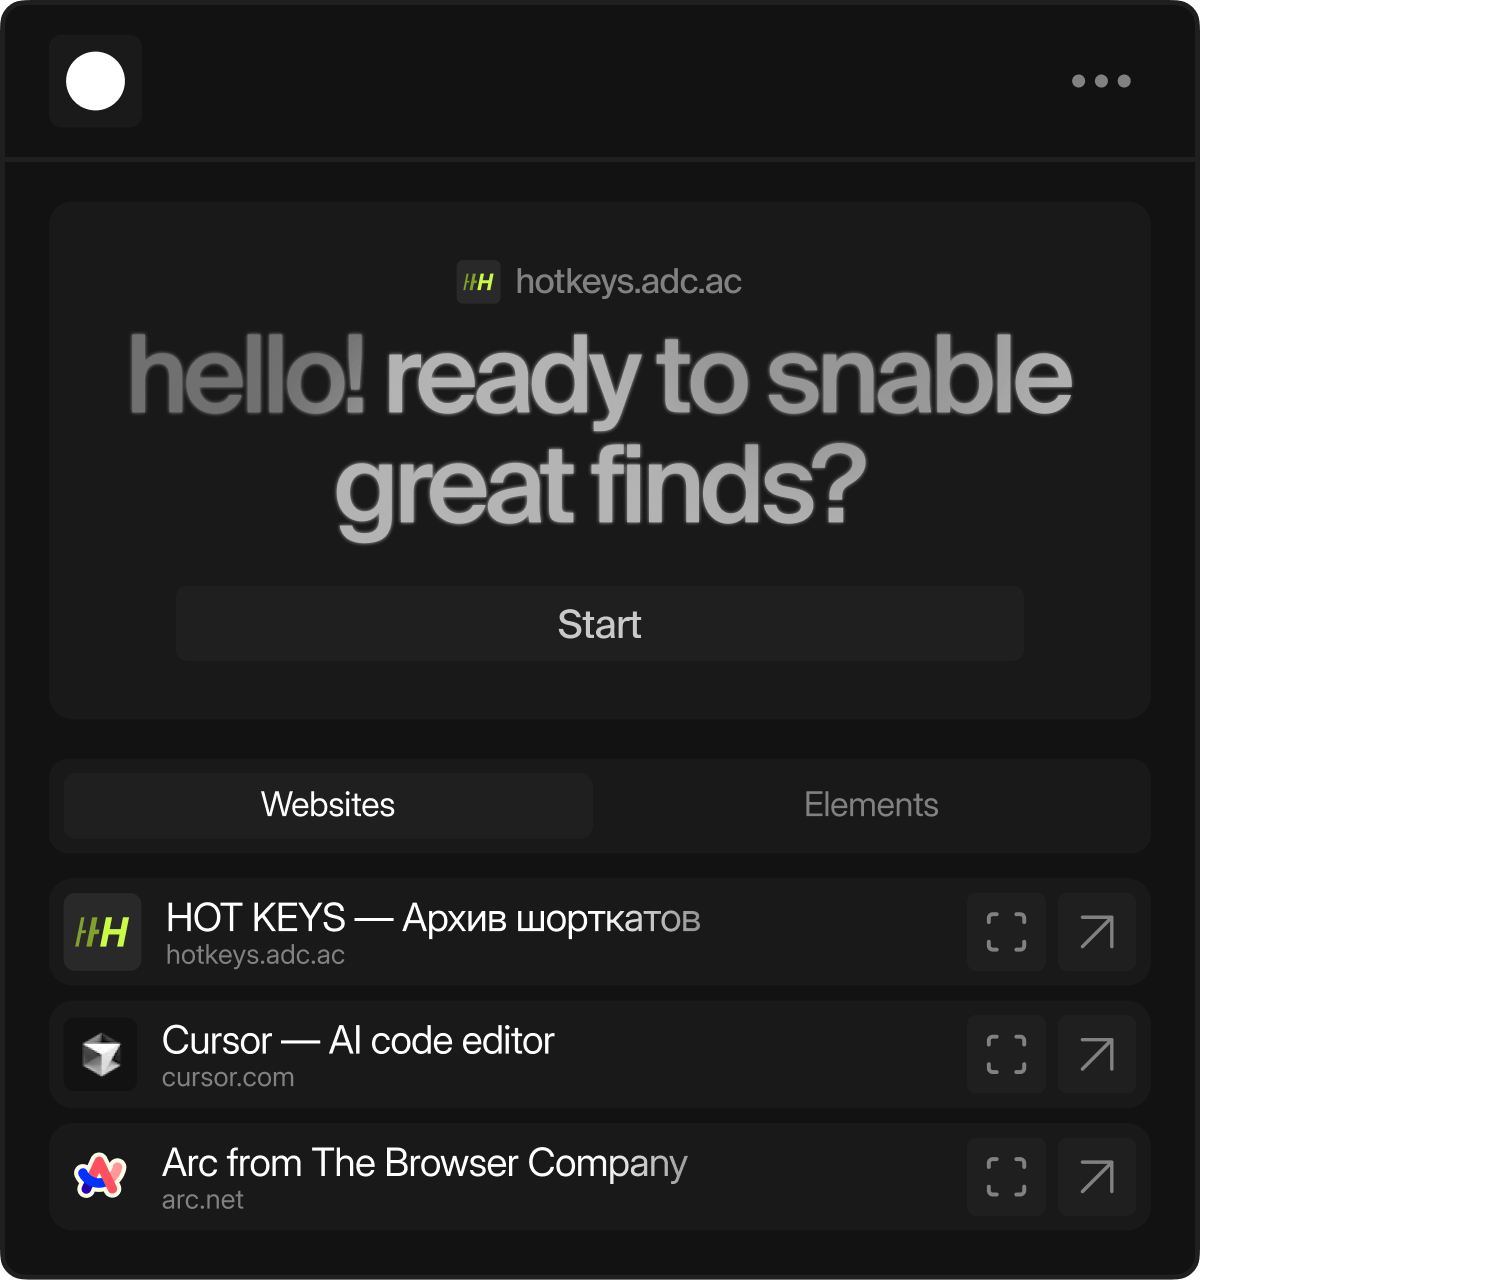 hotkeys.adc.ac
hello! ready to snable
great finds?
Start
Websites
Elements
HOT KEYS — Архив шорткатов
hotkeys.adc.ac
Cursor — AI code editor
cursor.com
Arc from The Browser Company
arc.net